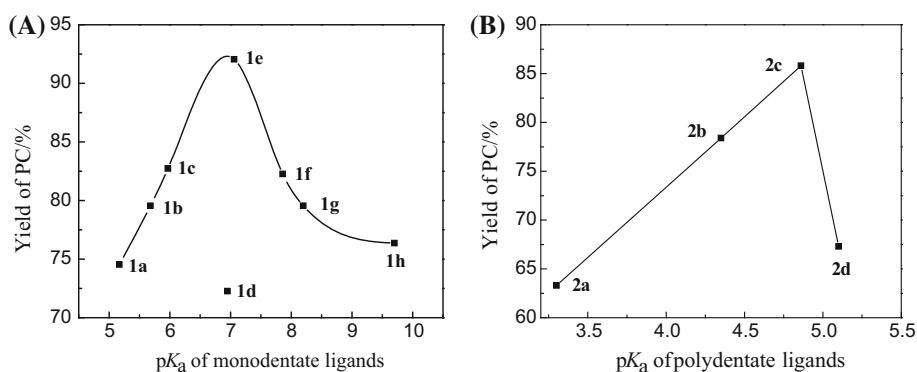 (A)
95
90
85
80
75
70
Yield of PC/%
1a
1b
1c
1d
1e
1f
1g
1h
5 6 7 8 9 10
pKa of monodentate ligands
(B)
90
85
80
75
70
65
60
Yield of PC/%
2a
2b
2c
2d
3.5 4.0 4.5 5.0 5.5
pKa of polydentate ligands